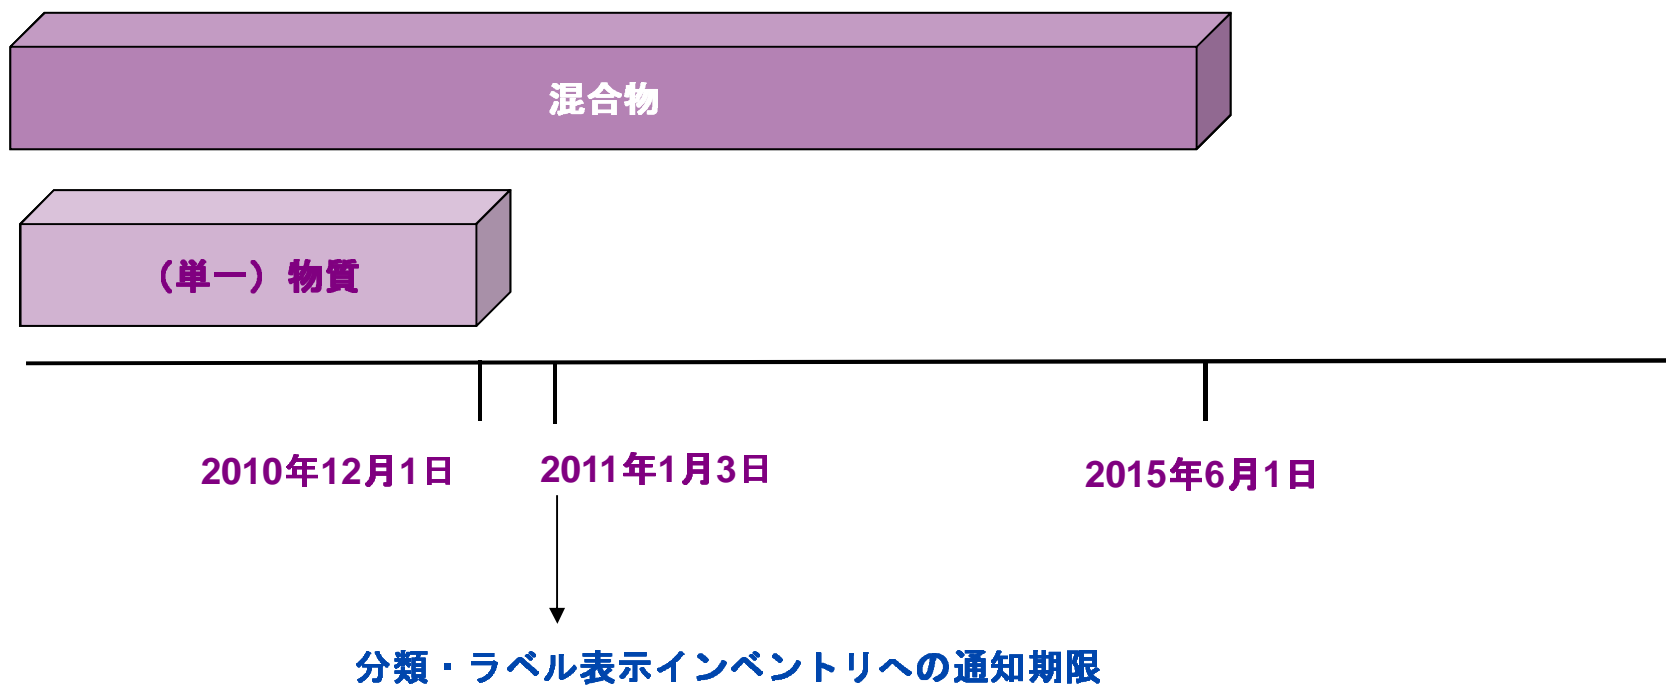 混合物
（単一）物質
2010年12月1日
2011年1月3日
2015年6月1日
分類・ラベル表示インベントリへの通知期限